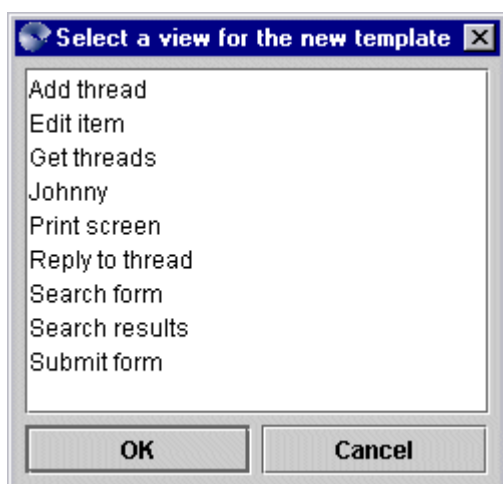 Select a view for the new template
Add thread
Edit item
Get threads
Johnny
Print screen
Reply to thread
Search form
Search results
Submit form
OK Cancel